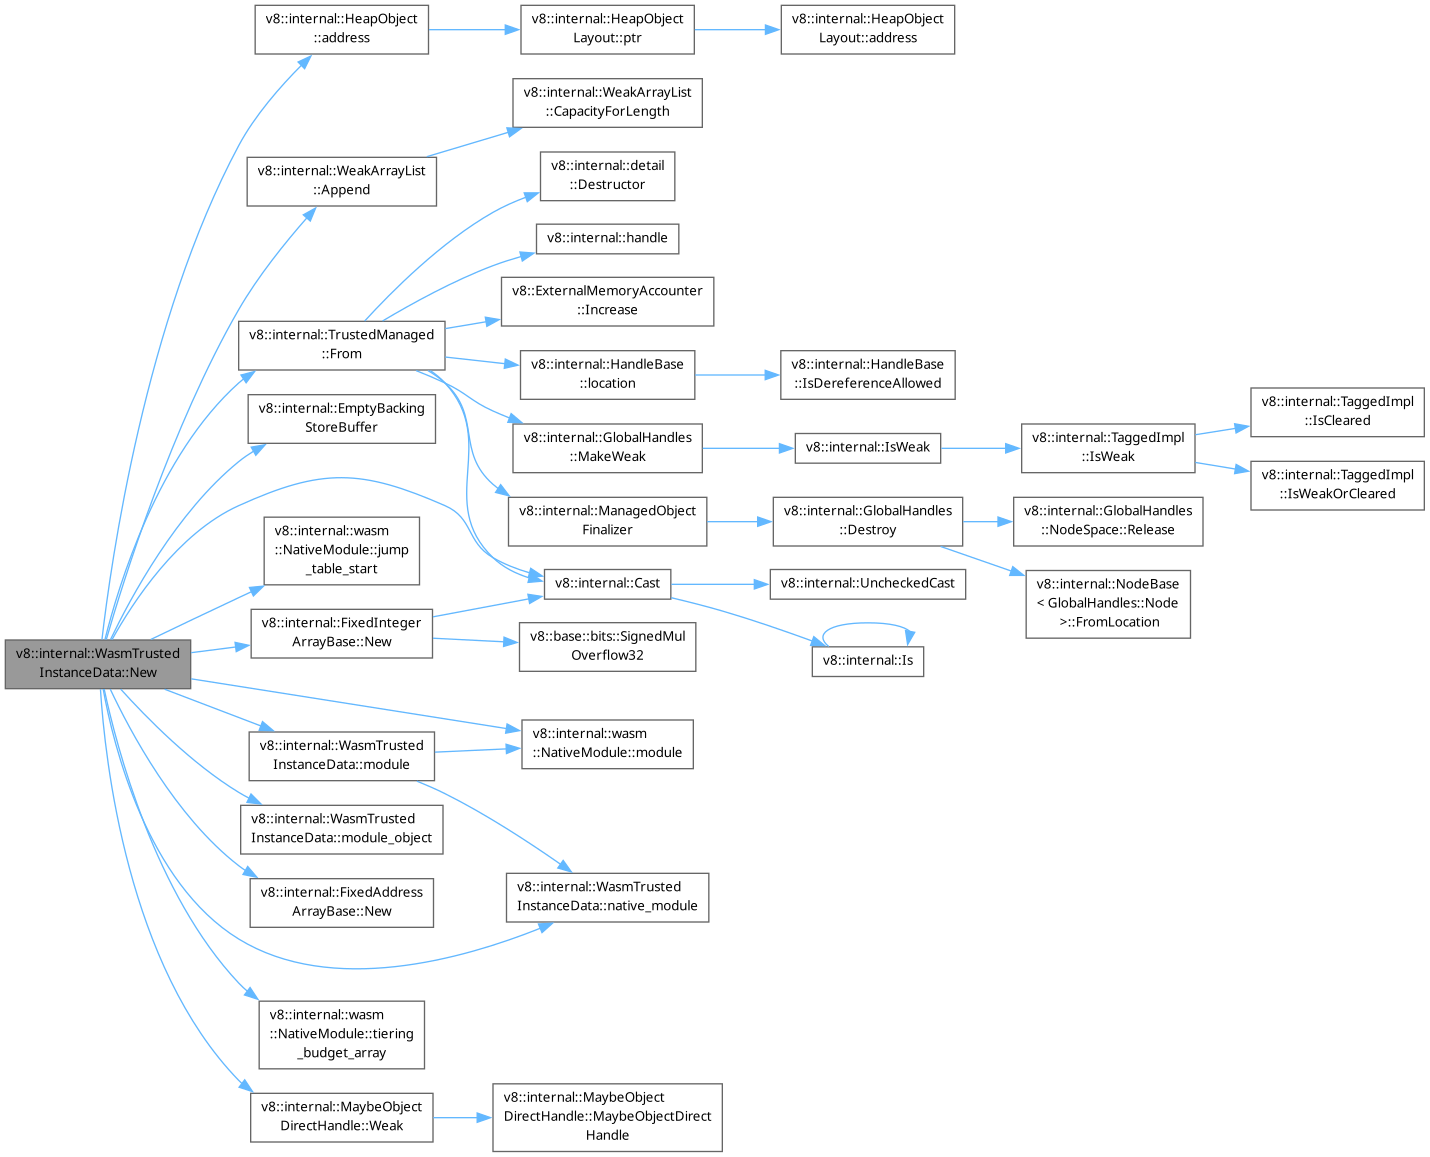 v8::internal::HeapObject
::address
v8::internal::HeapObject
Layout::ptr
v8::internal::HeapObject
Layout::address
v8::internal::WeakArrayList
::CapacityForLength
v8::internal::WeakArrayList
::Append
v8::internal::detail
::Destructor
v8::internal::handle
v8::ExternalMemoryAccounter
::Increase
v8::internal::TrustedManaged
::From
v8::internal::HandleBase
::location
v8::internal::HandleBase
::IsDereferenceAllowed
v8::internal::EmptyBacking
StoreBuffer
v8::internal::GlobalHandles
::MakeWeak
v8::internal::IsWeak
v8::internal::TaggedImpl
::IsWeak
v8::internal::TaggedImpl
::IsCleared
v8::internal::TaggedImpl
::IsWeakOrCleared
v8::internal::ManagedObject
Finalizer
v8::internal::GlobalHandles
::Destroy
v8::internal::GlobalHandles
::NodeSpace::Release
v8::internal::wasm
::NativeModule::jump
_table_start
v8::internal::Cast
v8::internal::UncheckedCast
v8::internal::NodeBase
< GlobalHandles::Node
>::FromLocation
v8::internal::FixedInteger
ArrayBase::New
v8::base::bits::SignedMul
Overflow32
v8::internal::Is
v8::internal::WasmTrusted
InstanceData::New
v8::internal::wasm
::NativeModule::module
v8::internal::WasmTrusted
InstanceData::module
v8::internal::WasmTrusted
InstanceData::module_object
v8::internal::FixedAddress
ArrayBase::New
v8::internal::WasmTrusted
InstanceData::native_module
v8::internal::wasm
::NativeModule::tiering
_budget_array
v8::internal::MaybeObject
DirectHandle::Weak
v8::internal::MaybeObject
DirectHandle::MaybeObjectDirect
Handle